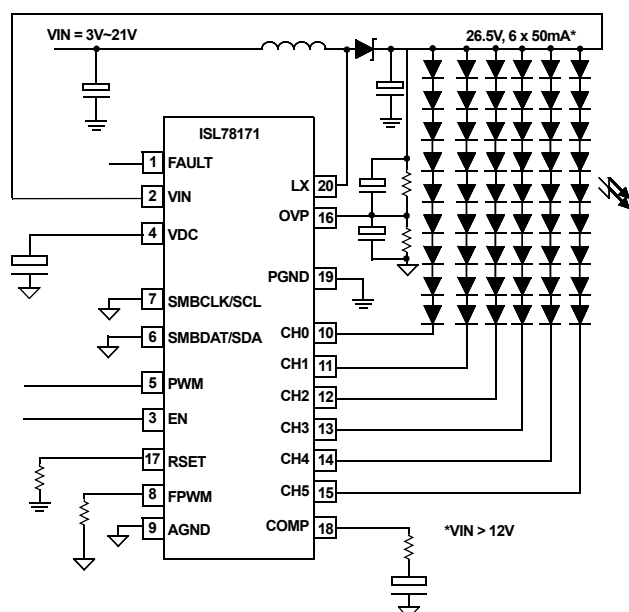 VIN = 3V~21V
26.5V, 6 x 50mA*
ISL78171
1 FAULT
2 VIN
4 VDC
7 SMBCLK/SCL
6 SMBDAT/SDA
5 PWM
3 EN
17 RSET
8 FPWM
9 AGND
LX 20
OVP 16
PGND 19
CH0 10
CH1 11
CH2 12
CH3 13
CH4 14
CH5 15
COMP 18
*VIN > 12V